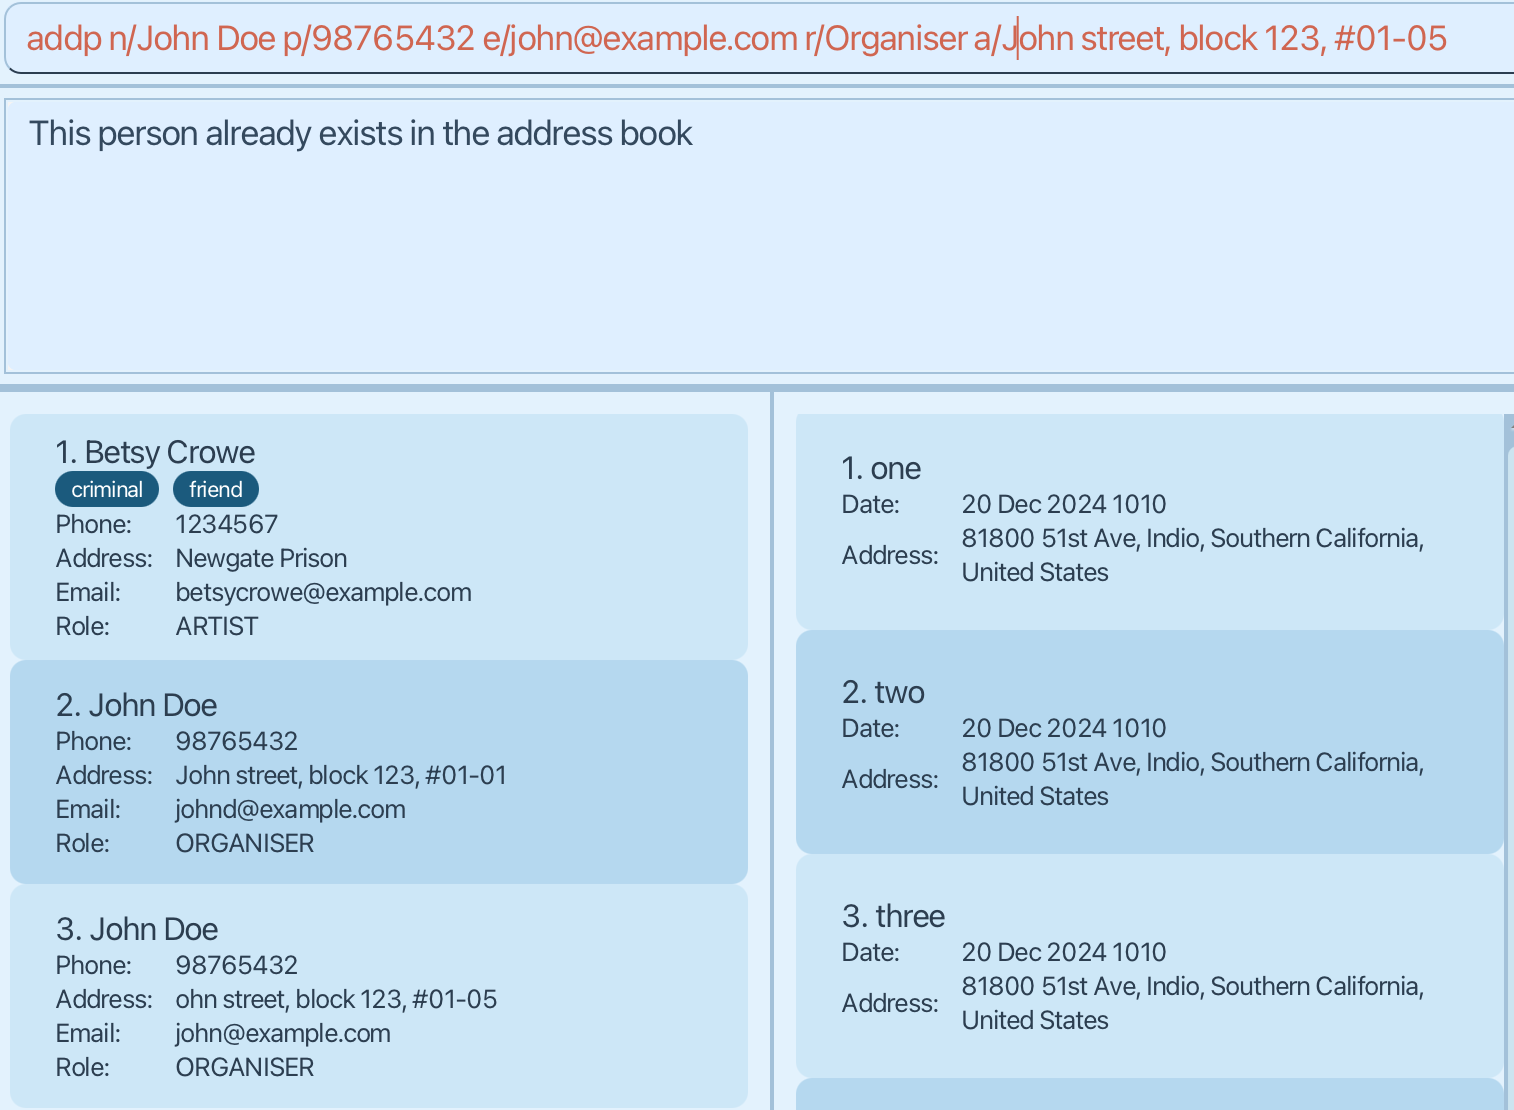 addp n/John Doe p/98765432 e/john@example.com r/Organiser a/John street, block 123, #01-05
This person already exists in the address book
1. Betsy Crowe
criminal friend
Phone: 1234567
Address: Newgate Prison
Email: betsycrowe@example.com
Role: ARTIST
2. John Doe
Phone: 98765432
Address: John street, block 123, #01-01
Email: johnd@example.com
Role: ORGANISER
3. John Doe
Phone: 98765432
Address: ohn street, block 123, #01-05
Email: john@example.com
Role: ORGANISER
1. one
Date: 20 Dec 2024 1010
Address: 81800 51st Ave, Indio, Southern California,
United States
2. two
Date: 20 Dec 2024 1010
Address: 81800 51st Ave, Indio, Southern California,
United States
3. three
Date: 20 Dec 2024 1010
Address: 81800 51st Ave, Indio, Southern California,
United States